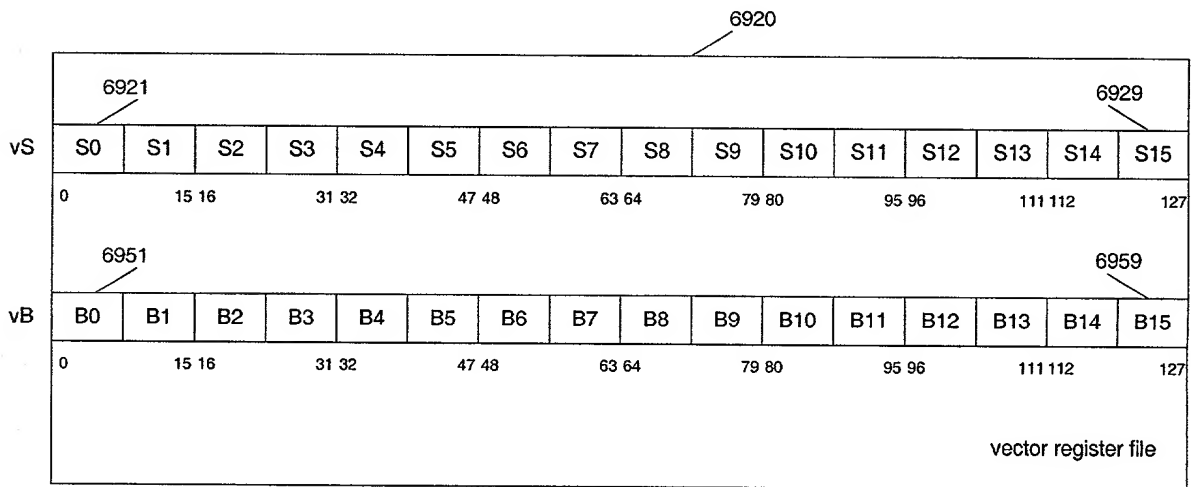 6920
6921 6929
vS S0 S1 S2 S3 S4 S5 S6 S7 S8 S9 S10 S11 S12 S13 S14 S15
0 15 16 31 32 47 48 63 64 79 80 95 96 111 112 127
6951 6959
vB B0 B1 B2 B3 B4 B5 B6 B7 B8 B9 B10 B11 B12 B13 B14 B15
0 15 16 31 32 47 48 63 64 79 80 95 96 111 112 127
vector register file